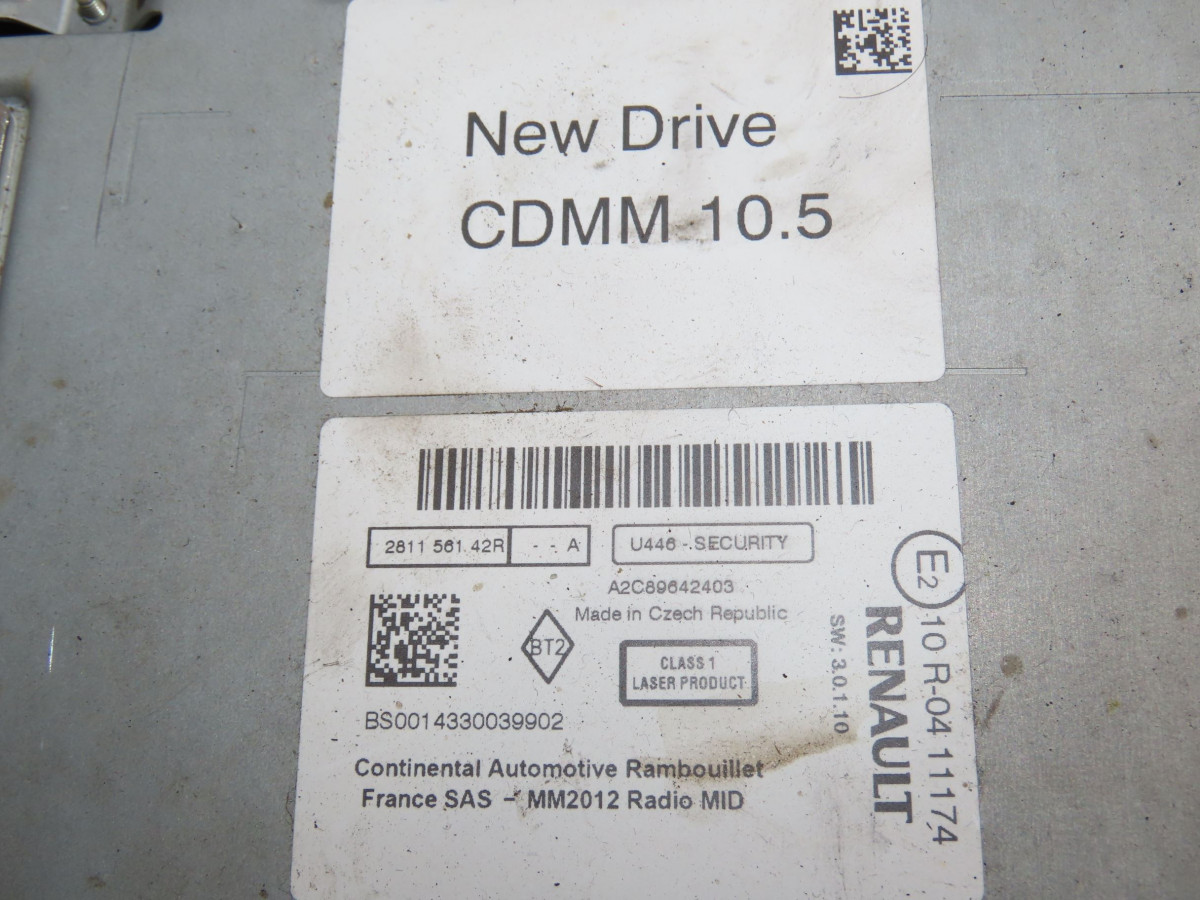 New Drive
CDMM 10.5
2811 561 42R - - A
U446 - SECURITY
A2C89642403
Made in Czech Republic
BT2
CLASS 1
LASER PRODUCT
BS0014330039902
Continental Automotive Rambouillet
France SAS - MM2012 Radio MID
SW: 3.0.1.10
RENAULT
E2 10 R-04 11174